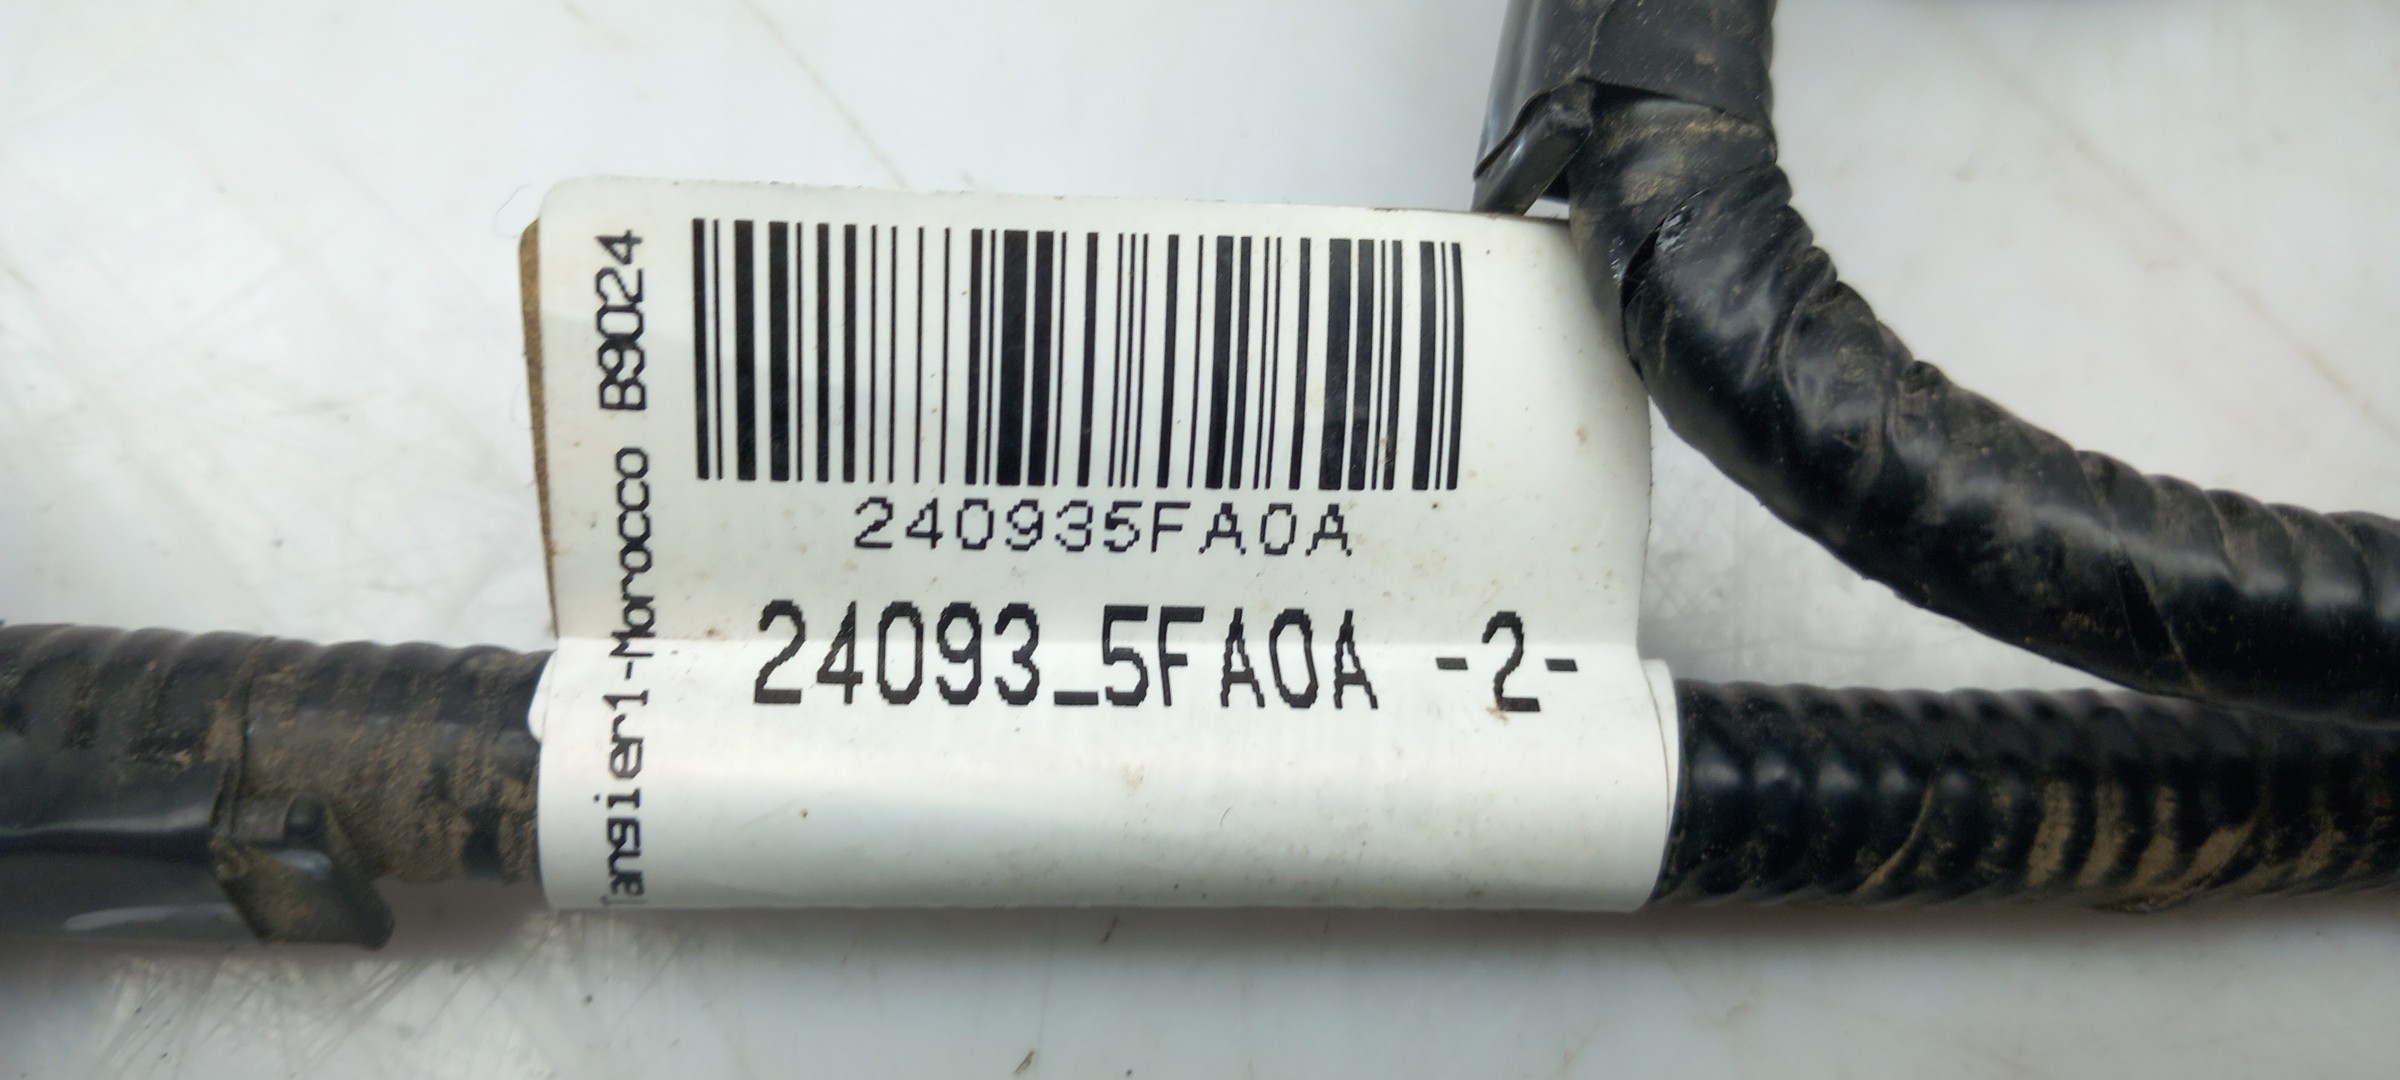 Tangier1-Morocco B9024
240935FA0A
24093_5FA0A -2-